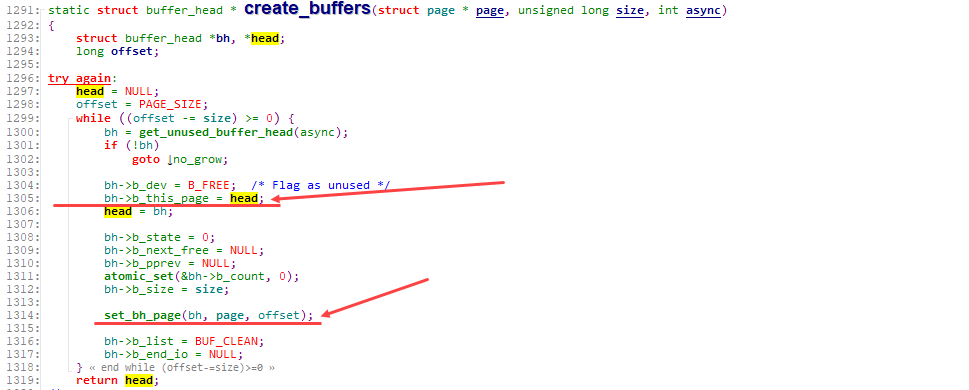 1291: static struct buffer_head * create_buffers(struct page * page, unsigned long size, int async)
1292: {
1293:     struct buffer_head *bh, *head;
1294:     long offset;
1295:
1296: try_again:
1297:     head = NULL;
1298:     offset = PAGE_SIZE;
1299:     while ((offset -= size) >= 0) {
1300:         bh = get_unused_buffer_head(async);
1301:         if (!bh)
1302:             goto ↓no_grow;
1303:
1304:         bh->b_dev = B_FREE;  /* Flag as unused */
1305:         bh->b_this_page = head;
1306:         head = bh;
1307:
1308:         bh->b_state = 0;
1309:         bh->b_next_free = NULL;
1310:         bh->b_pprev = NULL;
1311:         atomic_set(&bh->b_count, 0);
1312:         bh->b_size = size;
1313:
1314:         set_bh_page(bh, page, offset);
1315:
1316:         bh->b_list = BUF_CLEAN;
1317:         bh->b_end_io = NULL;
1318:     } « end while (offset-=size)>=0 »
1319:     return head;